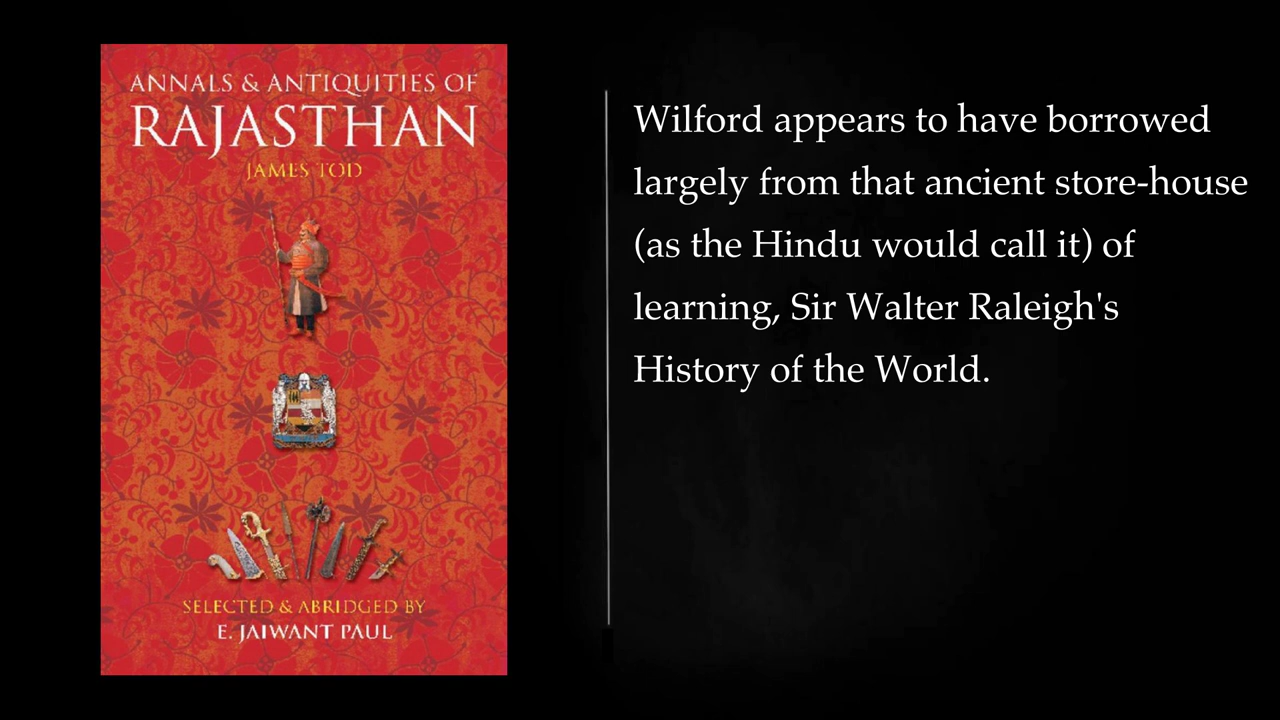 ANNALS & ANTIQUITIES OF
RAJASTHAN
JAMES TOD
SELECTED & ABRIDGED BY
E. JAIWANT PAUL
Wilford appears to have borrowed
largely from that ancient store-house
(as the Hindu would call it) of
learning, Sir Walter Raleigh's
History of the World.